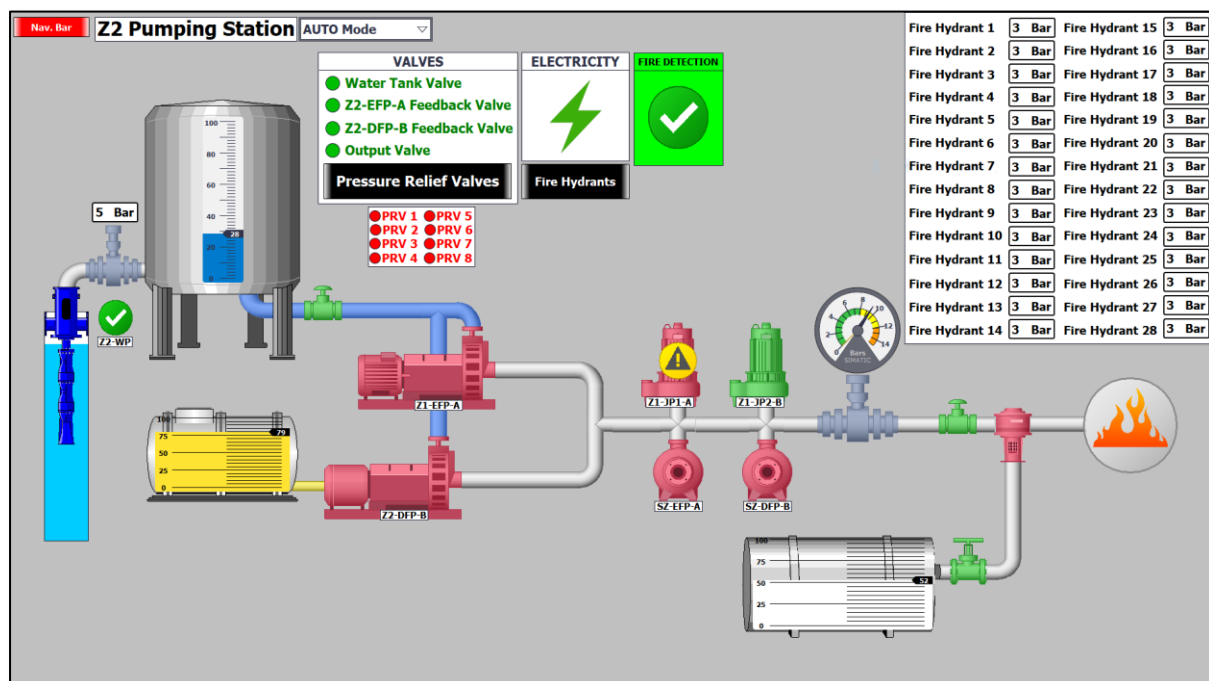 Nav. Bar
Z2 Pumping Station
AUTO Mode
VALVES
Water Tank Valve
Z2-EFP-A Feedback Valve
Z2-DFP-B Feedback Valve
Output Valve
Pressure Relief Valves
ELECTRICITY
Fire Hydrants
FIRE DETECTION
PRV 1 PRV 5
PRV 2 PRV 6
PRV 3 PRV 7
PRV 4 PRV 8
Fire Hydrant 1 3 Bar Fire Hydrant 15 3 Bar
Fire Hydrant 2 3 Bar Fire Hydrant 16 3 Bar
Fire Hydrant 3 3 Bar Fire Hydrant 17 3 Bar
Fire Hydrant 4 3 Bar Fire Hydrant 18 3 Bar
Fire Hydrant 5 3 Bar Fire Hydrant 19 3 Bar
Fire Hydrant 6 3 Bar Fire Hydrant 20 3 Bar
Fire Hydrant 7 3 Bar Fire Hydrant 21 3 Bar
Fire Hydrant 8 3 Bar Fire Hydrant 22 3 Bar
Fire Hydrant 9 3 Bar Fire Hydrant 23 3 Bar
Fire Hydrant 10 3 Bar Fire Hydrant 24 3 Bar
Fire Hydrant 11 3 Bar Fire Hydrant 25 3 Bar
Fire Hydrant 12 3 Bar Fire Hydrant 26 3 Bar
Fire Hydrant 13 3 Bar Fire Hydrant 27 3 Bar
Fire Hydrant 14 3 Bar Fire Hydrant 28 3 Bar
100
80
60
40
28
20
0
5 Bar
Z2-WP
Z1-EFP-A
100
79
75
50
25
0
Z2-DFP-B
Z1-JP1-A
Z1-JP2-B
SZ-EFP-A
SZ-DFP-B
0 2 4 6 8 10 12 14
Bars
SIMATIC
100
75
52
25
0